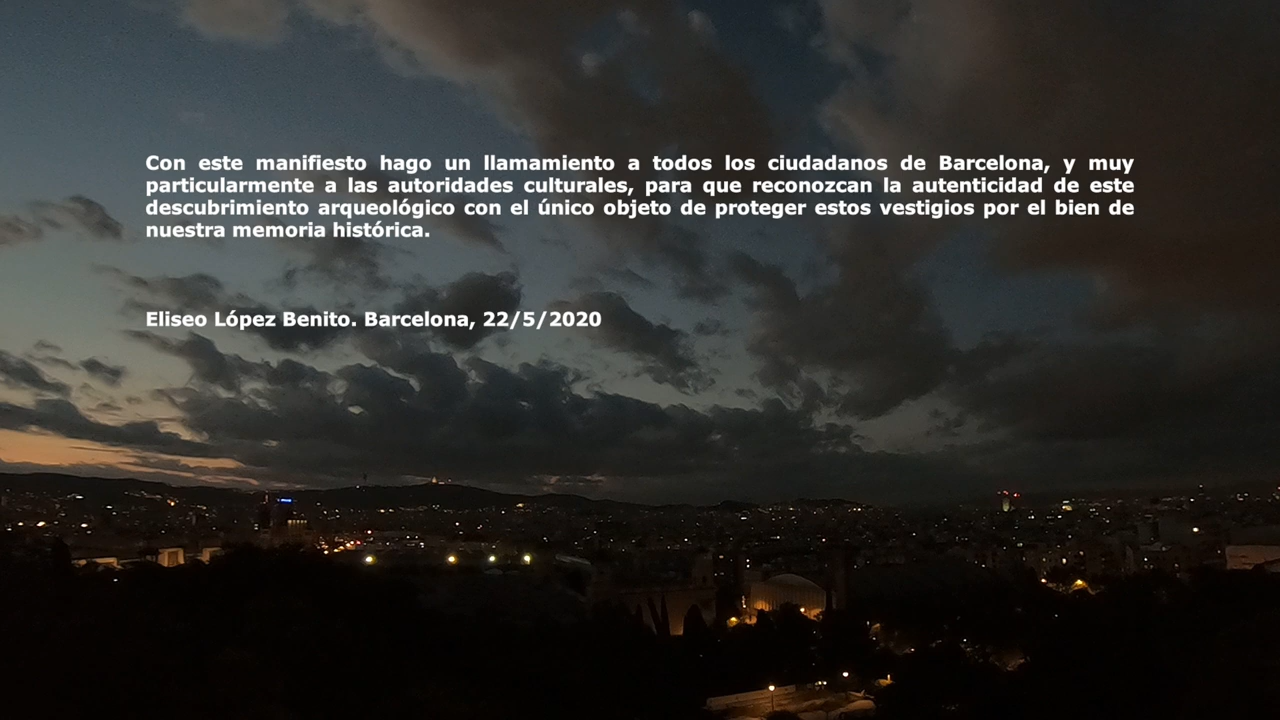 Con este manifiesto hago un llamamiento a todos los ciudadanos de Barcelona, y muy
particularmente a las autoridades culturales, para que reconozcan la autenticidad de este
descubrimiento arqueológico con el único objeto de proteger estos vestigios por el bien de
nuestra memoria histórica.
Eliseo López Benito. Barcelona, 22/5/2020